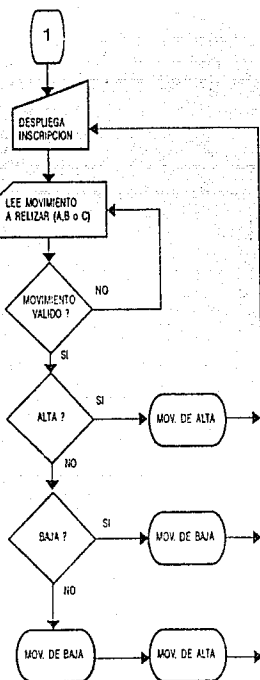 1
DESPLIEGA
INSCRIPCION
LEE MOVIMIENTO
A RELIZAR (A,B o C)
MOVIMIENTO
VALIDO ?
NO
SI
ALTA ?
SI
MOV. DE ALTA
NO
BAJA ?
SI
MOV. DE BAJA
NO
MOV. DE BAJA
MOV. DE ALTA